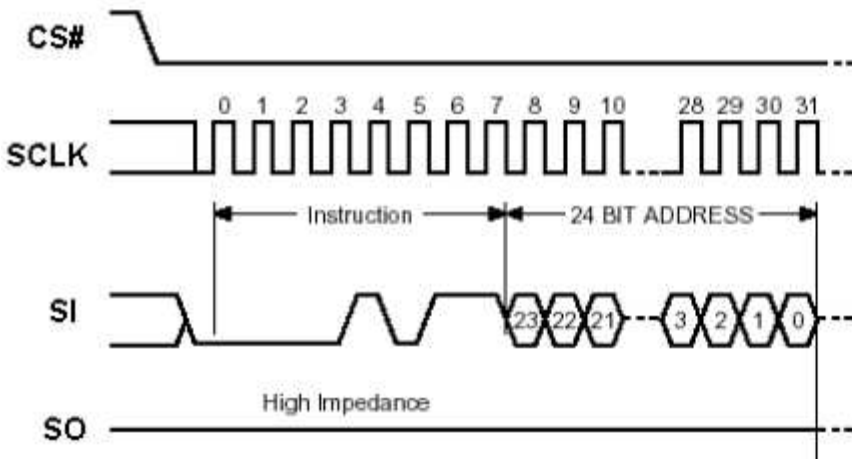 CS#
0 1 2 3 4 5 6 7 8 9 10 28 29 30 31
SCLK
Instruction 24 BIT ADDRESS
SI
23 22 21 3 2 1 0
High Impedance
SO